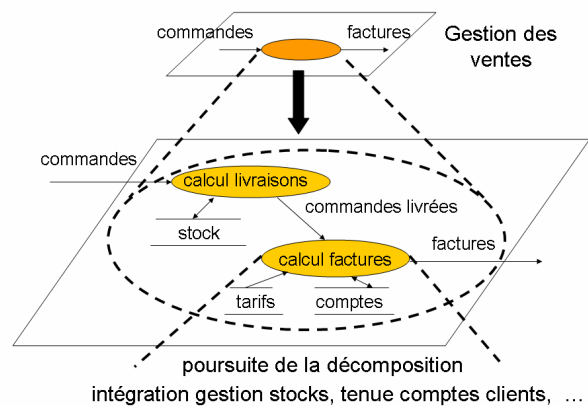 commandes
factures
Gestion des
ventes
commandes
calcul livraisons
commandes livrées
stock
factures
calcul factures
tarifs
comptes
poursuite de la décomposition
intégration gestion stocks, tenue comptes clients, …